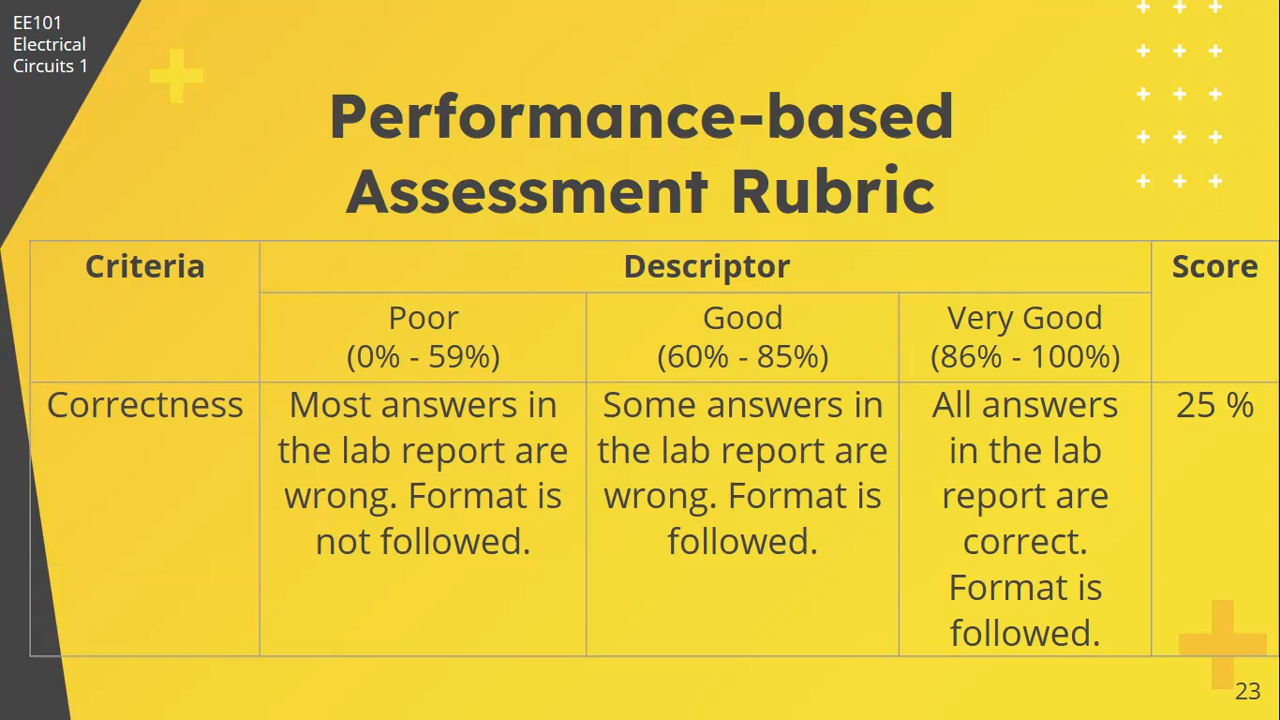 EE101
Electrical
Circuits 1
Performance-based
Assessment Rubric
Criteria
Descriptor
Score
Poor
(0% - 59%)
Good
(60% - 85%)
Very Good
(86% - 100%)
Correctness
Most answers in
the lab report are
wrong. Format is
not followed.
Some answers in
the lab report are
wrong. Format is
followed.
All answers
in the lab
report are
correct.
Format is
followed.
25 %
23